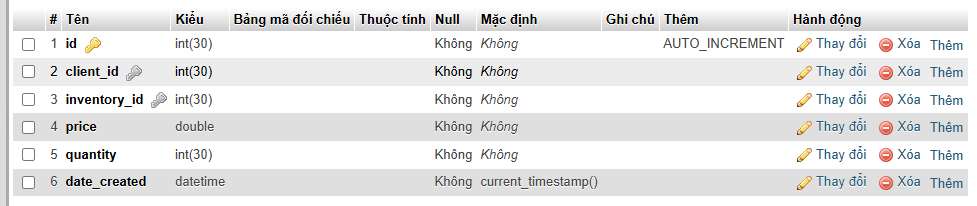 # Tên Kiểu Bảng mã đối chiếu Thuộc tính Null Mặc định Ghi chú Thêm Hành động
1 id int(30) Không Không AUTO_INCREMENT Thay đổi Xóa Thêm
2 client_id int(30) Không Không Thay đổi Xóa Thêm
3 inventory_id int(30) Không Không Thay đổi Xóa Thêm
4 price double Không Không Thay đổi Xóa Thêm
5 quantity int(30) Không Không Thay đổi Xóa Thêm
6 date_created datetime Không current_timestamp() Thay đổi Xóa Thêm